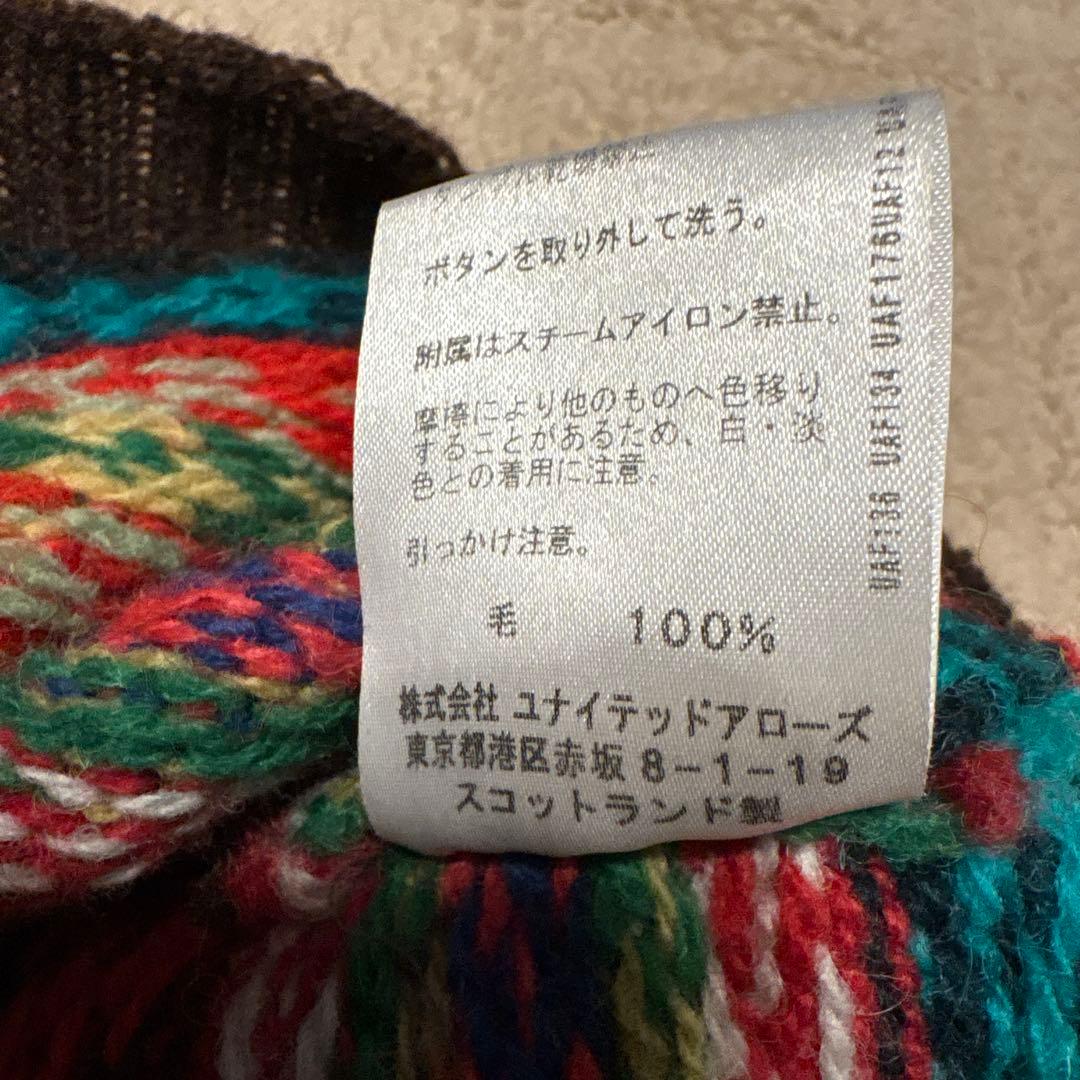 ボタンを取り外して洗う。
附属はスチームアイロン禁止。
摩擦により他のものへ色移り
することがあるため、白・淡
色との着用に注意。
引っかけ注意。
毛 100%
株式会社 ユナイテッドアローズ
東京都港区赤坂8-1-19
スコットランド製
UAF136 UAF134 UAF176UAF12